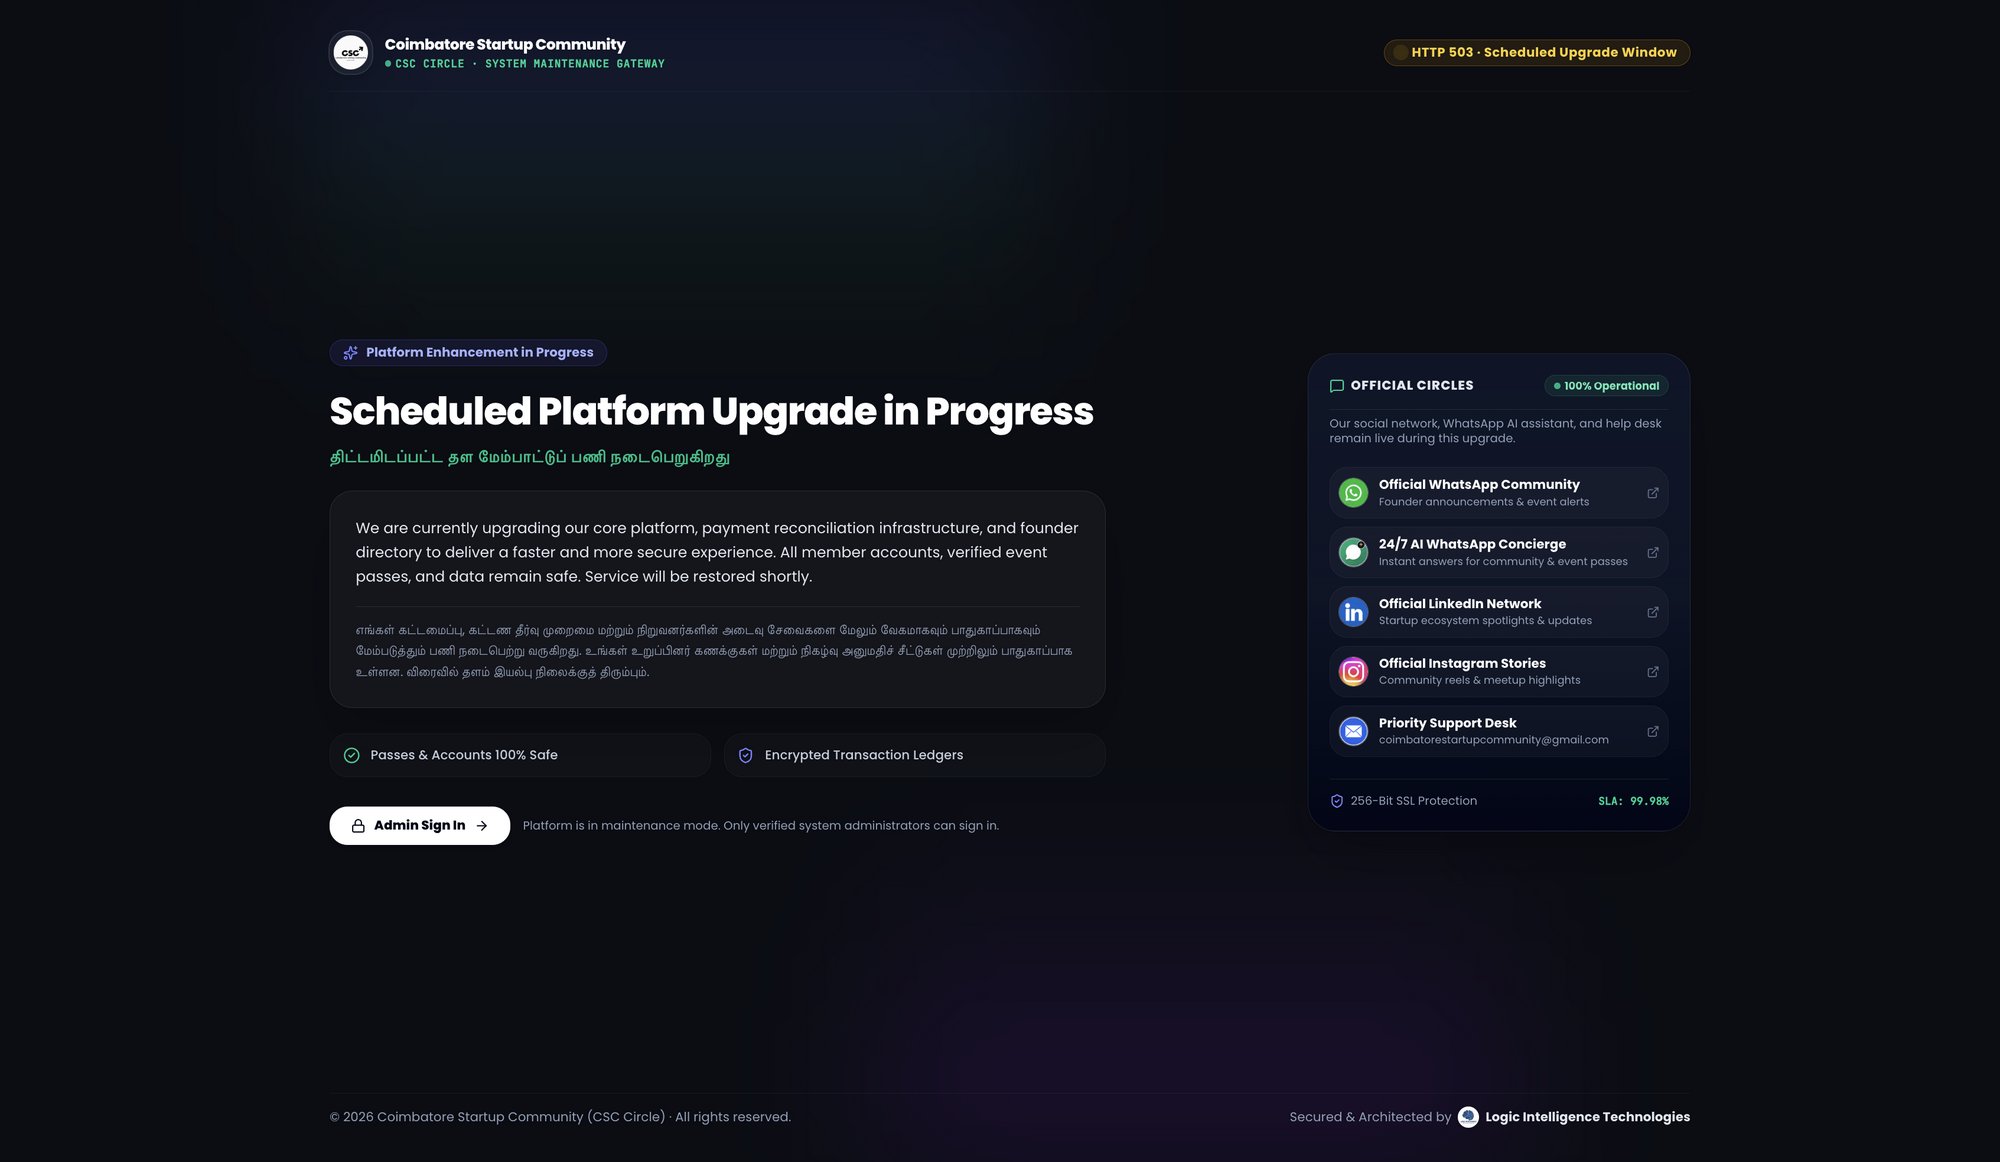 csc
Coimbatore Startup Community
CSC CIRCLE · SYSTEM MAINTENANCE GATEWAY
HTTP 503 · Scheduled Upgrade Window
Platform Enhancement in Progress
Scheduled Platform Upgrade in Progress
திட்டமிடப்பட்ட தள மேம்பாட்டுப் பணி நடைபெறுகிறது
We are currently upgrading our core platform, payment reconciliation infrastructure, and founder
directory to deliver a faster and more secure experience. All member accounts, verified event
passes, and data remain safe. Service will be restored shortly.
எங்கள் கட்டமைப்பு, கட்டண தீர்வு முறைமை மற்றும் நிறுவனர்களின் அடைவு சேவைகளை மேலும் வேகமாகவும் பாதுகாப்பாகவும்
மேம்படுத்தும் பணி நடைபெற்று வருகிறது. உங்கள் உறுப்பினர் கணக்குகள் மற்றும் நிகழ்வு அனுமதிச் சீட்டுகள் முற்றிலும் பாதுகாப்பாக
உள்ளன. விரைவில் தளம் இயல்பு நிலைக்குத் திரும்பும்.
Passes & Accounts 100% Safe
Encrypted Transaction Ledgers
Admin Sign In
Platform is in maintenance mode. Only verified system administrators can sign in.
OFFICIAL CIRCLES
100% Operational
Our social network, WhatsApp AI assistant, and help desk
remain live during this upgrade.
Official WhatsApp Community
Founder announcements & event alerts
24/7 AI WhatsApp Concierge
Instant answers for community & event passes
Official LinkedIn Network
Startup ecosystem spotlights & updates
Official Instagram Stories
Community reels & meetup highlights
Priority Support Desk
coimbatorestartupcommunity@gmail.com
256-Bit SSL Protection
SLA: 99.98%
© 2026 Coimbatore Startup Community (CSC Circle) · All rights reserved.
Secured & Architected by
Logic Intelligence Technologies